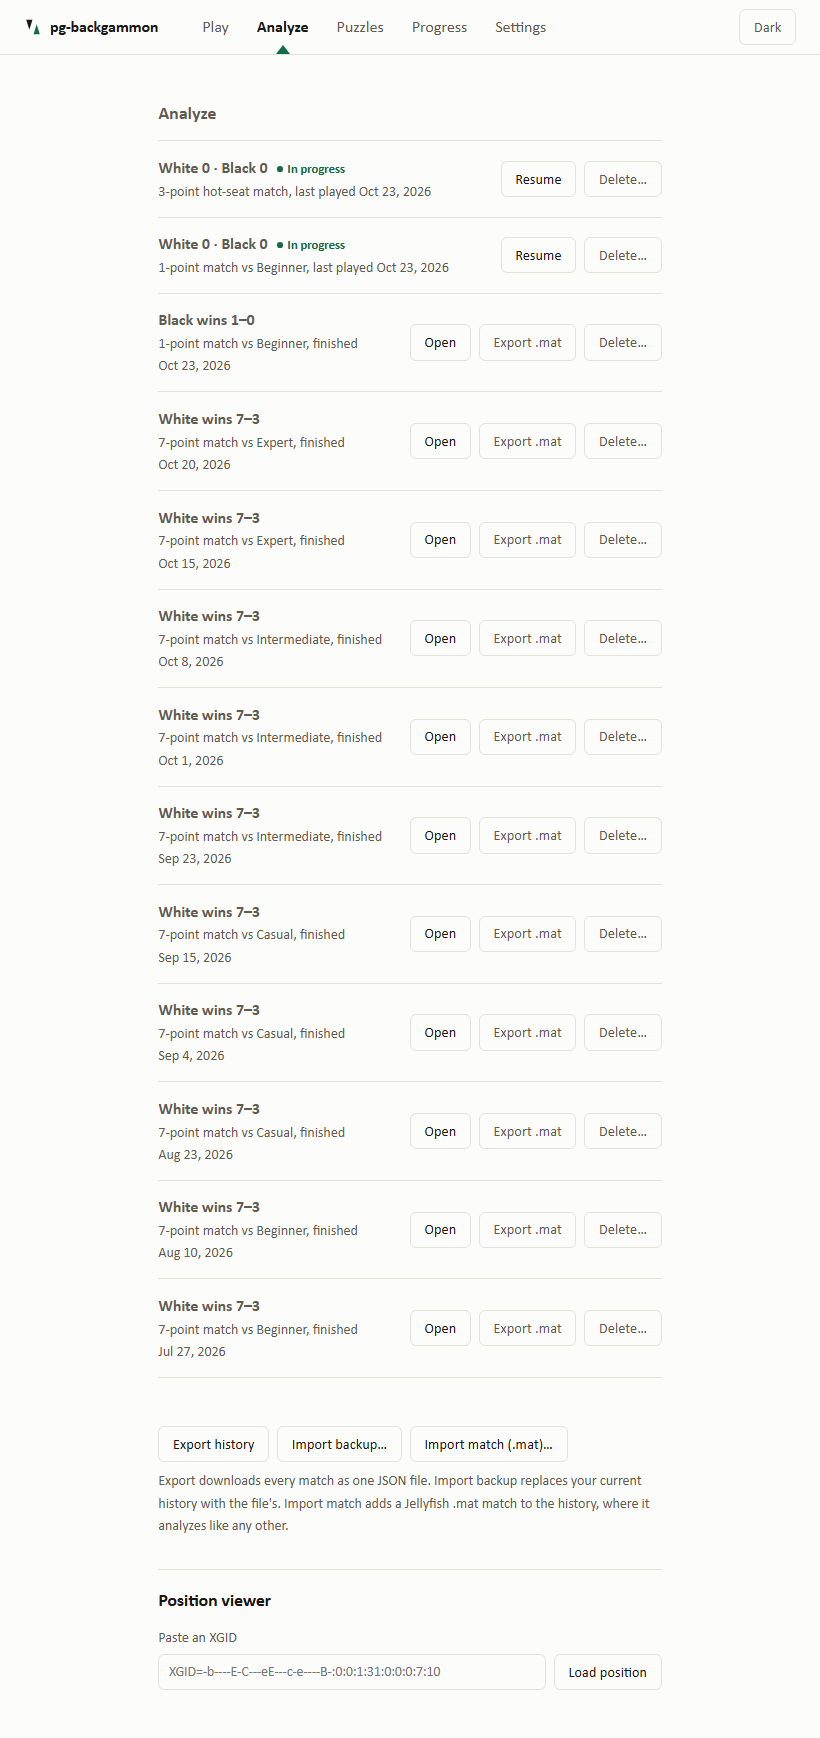 pg-backgammon Play Analyze Puzzles Progress Settings Dark
Analyze
White 0 · Black 0 In progress
3-point hot-seat match, last played Oct 23, 2026
Resume Delete...
White 0 · Black 0 In progress
1-point match vs Beginner, last played Oct 23, 2026
Resume Delete...
Black wins 1–0
1-point match vs Beginner, finished
Oct 23, 2026
Open Export .mat Delete...
White wins 7–3
7-point match vs Expert, finished
Oct 20, 2026
Open Export .mat Delete...
White wins 7–3
7-point match vs Expert, finished
Oct 15, 2026
Open Export .mat Delete...
White wins 7–3
7-point match vs Intermediate, finished
Oct 8, 2026
Open Export .mat Delete...
White wins 7–3
7-point match vs Intermediate, finished
Oct 1, 2026
Open Export .mat Delete...
White wins 7–3
7-point match vs Intermediate, finished
Sep 23, 2026
Open Export .mat Delete...
White wins 7–3
7-point match vs Casual, finished
Sep 15, 2026
Open Export .mat Delete...
White wins 7–3
7-point match vs Casual, finished
Sep 4, 2026
Open Export .mat Delete...
White wins 7–3
7-point match vs Casual, finished
Aug 23, 2026
Open Export .mat Delete...
White wins 7–3
7-point match vs Beginner, finished
Aug 10, 2026
Open Export .mat Delete...
White wins 7–3
7-point match vs Beginner, finished
Jul 27, 2026
Open Export .mat Delete...
Export history Import backup... Import match (.mat)...
Export downloads every match as one JSON file. Import backup replaces your current
history with the file's. Import match adds a Jellyfish .mat match to the history, where it
analyzes like any other.
Position viewer
Paste an XGID
XGID=-b----E-C---eE---c-e----B-:0:0:1:31:0:0:0:7:10 Load position